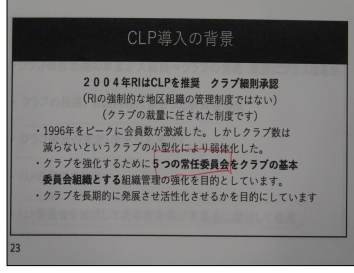 CLP導入の背景
2004年RIはCLPを推奨　クラブ細則承認
(RIの強制的な地区組織の管理制度ではない)
(クラブの裁量に任された制度です)
・1996年をピークに会員数が激減した。しかしクラブ数は
減らないというクラブの小型化により弱体化した。
・クラブを強化するために５つの常任委員会をクラブの基本
委員会組織とする組織管理の強化を目的としています。
・クラブを長期的に発展させ活性化させるかを目的にしています
23